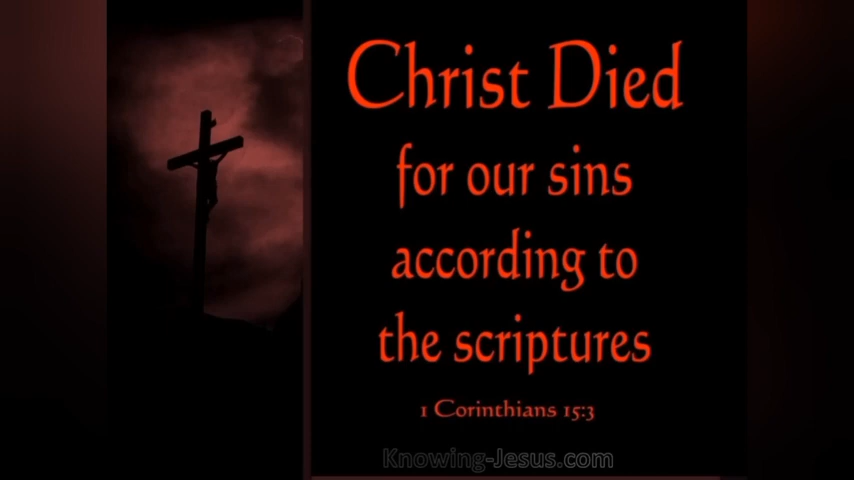 Christ Died
for our sins
according to
the scriptures
1 Corinthians 15:3
Knowing-Jesus.com